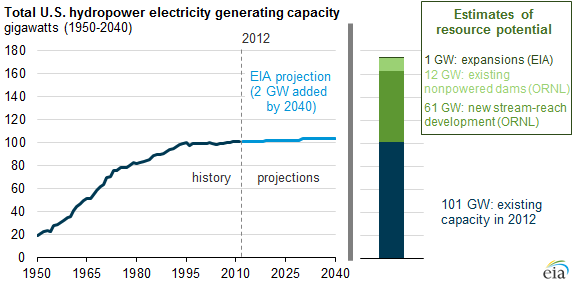 Total U.S. hydropower electricity generating capacity
gigawatts (1950-2040)
180
160
140
120
100
80
60
40
20
0
1950
1965
1980
1995
2010
2025
2040
2012
EIA projection
(2 GW added
by 2040)
history
projections
Estimates of
resource potential
1 GW: expansions (EIA)
12 GW: existing
nonpowered dams (ORNL)
61 GW: new stream-reach
development (ORNL)
101 GW: existing
capacity in 2012
eia